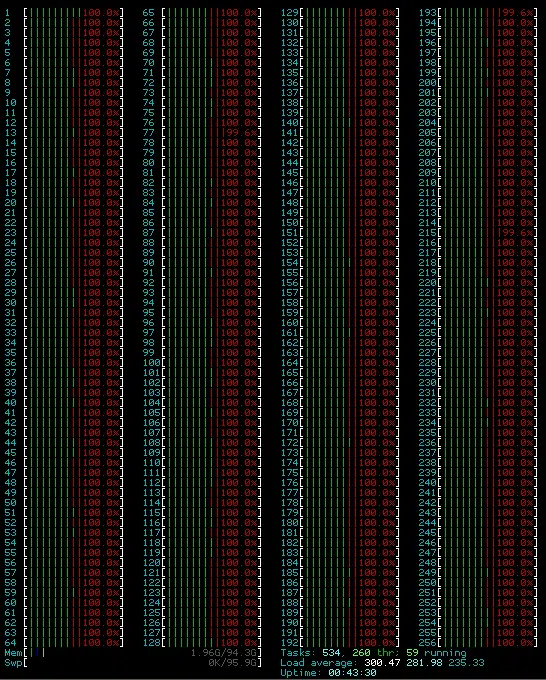 1 [100.0%] 65 [100.0%] 129 [100.0%] 193 [99.6%]
2 [100.0%] 66 [100.0%] 130 [100.0%] 194 [100.0%]
3 [100.0%] 67 [100.0%] 131 [100.0%] 195 [100.0%]
4 [100.0%] 68 [100.0%] 132 [100.0%] 196 [100.0%]
5 [100.0%] 69 [100.0%] 133 [100.0%] 197 [100.0%]
6 [100.0%] 70 [100.0%] 134 [100.0%] 198 [100.0%]
7 [100.0%] 71 [100.0%] 135 [100.0%] 199 [100.0%]
8 [100.0%] 72 [100.0%] 136 [100.0%] 200 [100.0%]
9 [100.0%] 73 [100.0%] 137 [100.0%] 201 [100.0%]
10 [100.0%] 74 [100.0%] 138 [100.0%] 202 [100.0%]
11 [100.0%] 75 [100.0%] 139 [100.0%] 203 [100.0%]
12 [100.0%] 76 [100.0%] 140 [100.0%] 204 [100.0%]
13 [100.0%] 77 [99.6%] 141 [100.0%] 205 [100.0%]
14 [100.0%] 78 [100.0%] 142 [100.0%] 206 [100.0%]
15 [100.0%] 79 [100.0%] 143 [100.0%] 207 [100.0%]
16 [100.0%] 80 [100.0%] 144 [100.0%] 208 [100.0%]
17 [100.0%] 81 [100.0%] 145 [100.0%] 209 [100.0%]
18 [100.0%] 82 [100.0%] 146 [100.0%] 210 [100.0%]
19 [100.0%] 83 [100.0%] 147 [100.0%] 211 [100.0%]
20 [100.0%] 84 [100.0%] 148 [100.0%] 212 [100.0%]
21 [100.0%] 85 [100.0%] 149 [100.0%] 213 [100.0%]
22 [100.0%] 86 [100.0%] 150 [100.0%] 214 [100.0%]
23 [100.0%] 87 [100.0%] 151 [100.0%] 215 [99.6%]
24 [100.0%] 88 [100.0%] 152 [100.0%] 216 [100.0%]
25 [100.0%] 89 [100.0%] 153 [100.0%] 217 [100.0%]
26 [100.0%] 90 [100.0%] 154 [100.0%] 218 [100.0%]
27 [100.0%] 91 [100.0%] 155 [100.0%] 219 [100.0%]
28 [100.0%] 92 [100.0%] 156 [100.0%] 220 [100.0%]
29 [100.0%] 93 [100.0%] 157 [100.0%] 221 [100.0%]
30 [100.0%] 94 [100.0%] 158 [100.0%] 222 [100.0%]
31 [100.0%] 95 [100.0%] 159 [100.0%] 223 [100.0%]
32 [100.0%] 96 [100.0%] 160 [100.0%] 224 [100.0%]
33 [100.0%] 97 [100.0%] 161 [100.0%] 225 [100.0%]
34 [100.0%] 98 [100.0%] 162 [100.0%] 226 [100.0%]
35 [100.0%] 99 [100.0%] 163 [100.0%] 227 [100.0%]
36 [100.0%] 100 [100.0%] 164 [100.0%] 228 [100.0%]
37 [100.0%] 101 [100.0%] 165 [100.0%] 229 [100.0%]
38 [100.0%] 102 [100.0%] 166 [100.0%] 230 [100.0%]
39 [100.0%] 103 [100.0%] 167 [100.0%] 231 [100.0%]
40 [100.0%] 104 [100.0%] 168 [100.0%] 232 [100.0%]
41 [100.0%] 105 [100.0%] 169 [100.0%] 233 [100.0%]
42 [100.0%] 106 [100.0%] 170 [100.0%] 234 [100.0%]
43 [100.0%] 107 [100.0%] 171 [100.0%] 235 [100.0%]
44 [100.0%] 108 [100.0%] 172 [100.0%] 236 [100.0%]
45 [100.0%] 109 [100.0%] 173 [100.0%] 237 [100.0%]
46 [100.0%] 110 [100.0%] 174 [100.0%] 238 [100.0%]
47 [100.0%] 111 [100.0%] 175 [100.0%] 239 [100.0%]
48 [100.0%] 112 [100.0%] 176 [100.0%] 240 [100.0%]
49 [100.0%] 113 [100.0%] 177 [100.0%] 241 [100.0%]
50 [100.0%] 114 [100.0%] 178 [100.0%] 242 [100.0%]
51 [100.0%] 115 [100.0%] 179 [100.0%] 243 [100.0%]
52 [100.0%] 116 [100.0%] 180 [100.0%] 244 [100.0%]
53 [100.0%] 117 [100.0%] 181 [100.0%] 245 [100.0%]
54 [100.0%] 118 [100.0%] 182 [100.0%] 246 [100.0%]
55 [100.0%] 119 [100.0%] 183 [100.0%] 247 [100.0%]
56 [100.0%] 120 [100.0%] 184 [100.0%] 248 [100.0%]
57 [100.0%] 121 [100.0%] 185 [100.0%] 249 [100.0%]
58 [100.0%] 122 [100.0%] 186 [100.0%] 250 [100.0%]
59 [100.0%] 123 [100.0%] 187 [100.0%] 251 [100.0%]
60 [100.0%] 124 [100.0%] 188 [100.0%] 252 [100.0%]
61 [100.0%] 125 [100.0%] 189 [100.0%] 253 [100.0%]
62 [100.0%] 126 [100.0%] 190 [100.0%] 254 [100.0%]
63 [100.0%] 127 [100.0%] 191 [100.0%] 255 [100.0%]
64 [100.0%] 128 [100.0%] 192 [100.0%] 256 [100.0%]
Mem[1.96G/94.3G] Tasks: 534, 260 thr; 59 running
Swp[0K/95.9G] Load average: 300.47 281.98 235.33
Uptime: 00:43:30